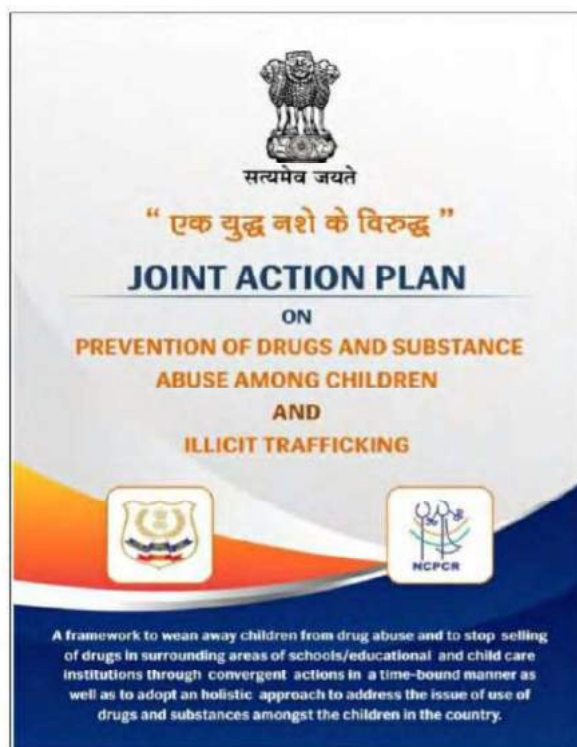 सत्यमेव जयते
“ एक युद्ध नशे के विरुद्ध ”
JOINT ACTION PLAN
ON
PREVENTION OF DRUGS AND SUBSTANCE
ABUSE AMONG CHILDREN
AND
ILLICIT TRAFFICKING
NCPCR
A framework to wean away children from drug abuse and to stop selling
of drugs in surrounding areas of schools/educational and child care
institutions through convergent actions in a time-bound manner as
well as to adopt an holistic approach to address the issue of use of
drugs and substances amongst the children in the country.